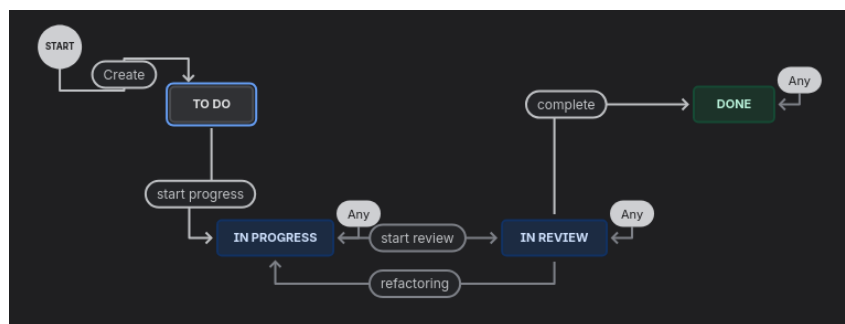 START
Create
TO DO
complete
DONE
Any
start progress
IN PROGRESS
Any
start review
IN REVIEW
Any
refactoring